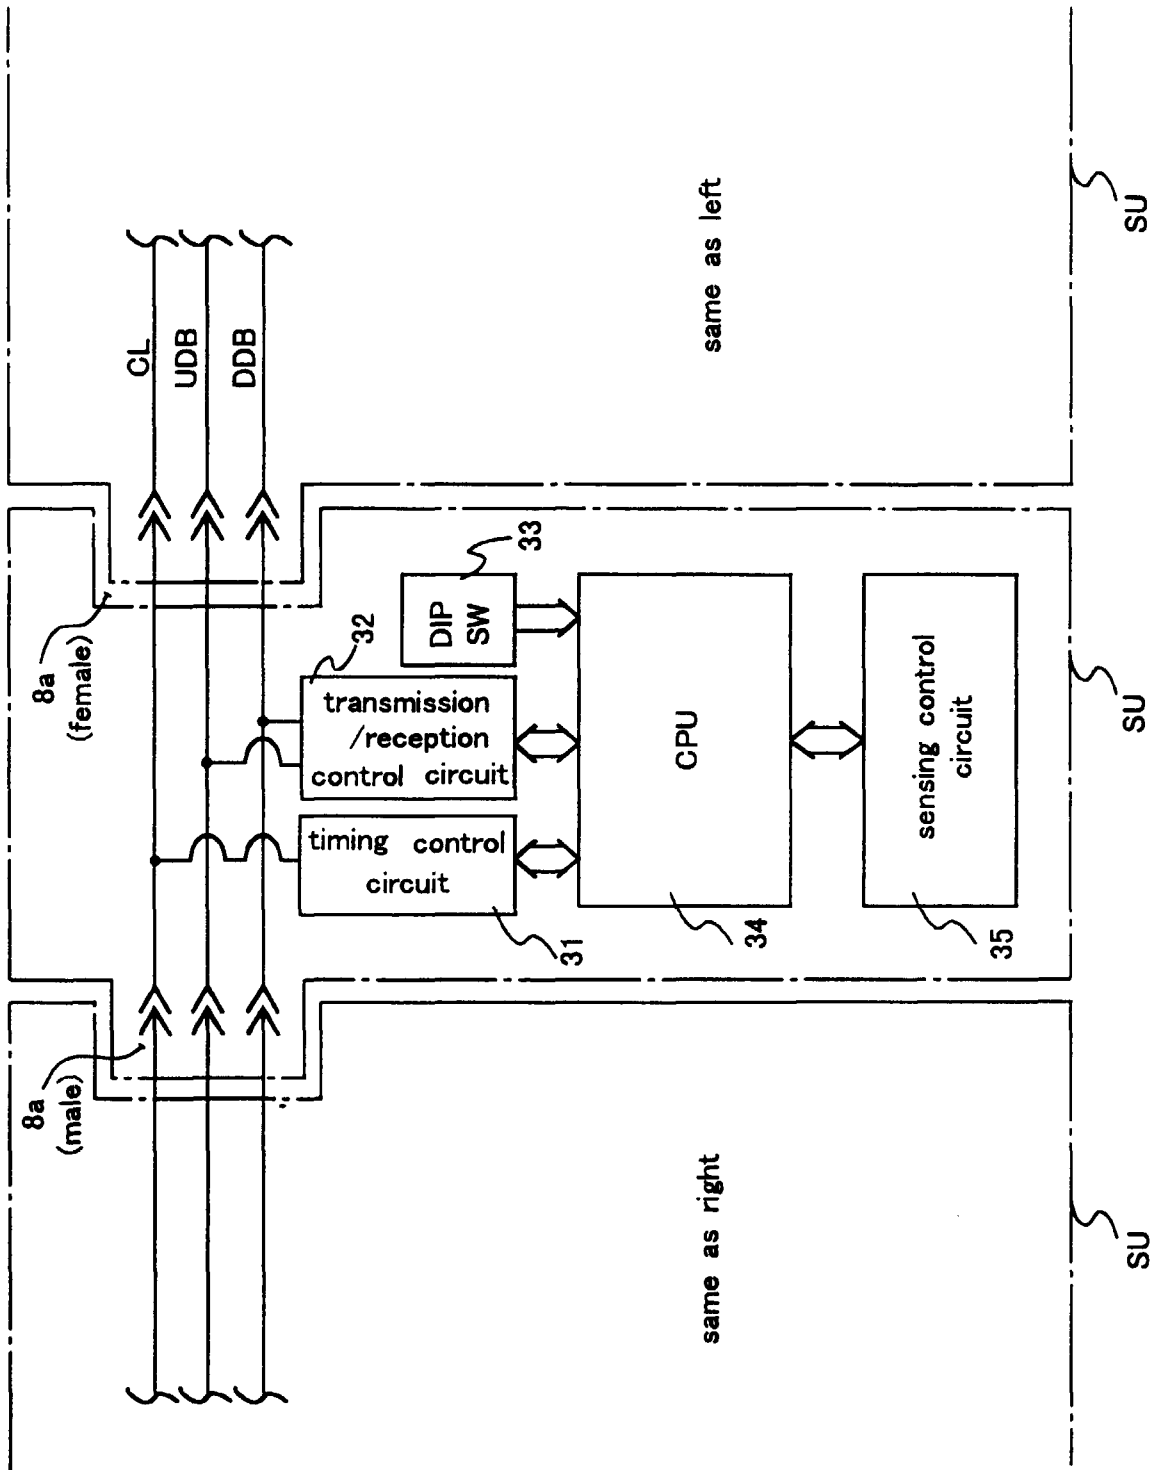 8a
(male)
8a
(female)
CL
UDB
DDB
timing control
circuit
31
transmission
/reception
control circuit
32
DIP
SW
33
CPU
34
sensing control
circuit
35
same as right
same as left
SU
SU
SU